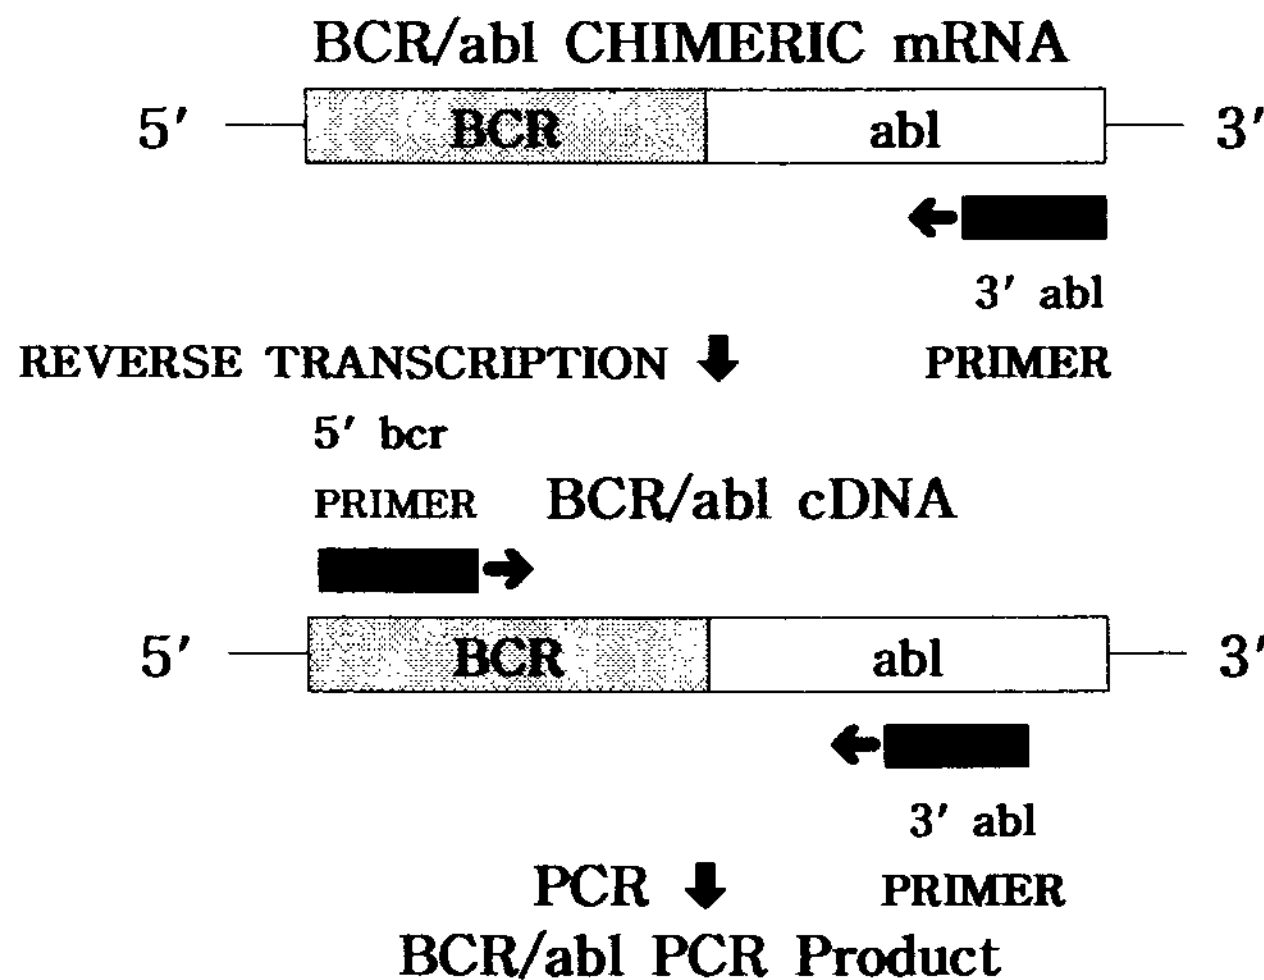 BCR/abl CHIMERIC mRNA
5′ BCR abl 3′
3′ abl
REVERSE TRANSCRIPTION PRIMER
5′ bcr
PRIMER BCR/abl cDNA
5′ BCR abl 3′
3′ abl
PCR PRIMER
BCR/abl PCR Product